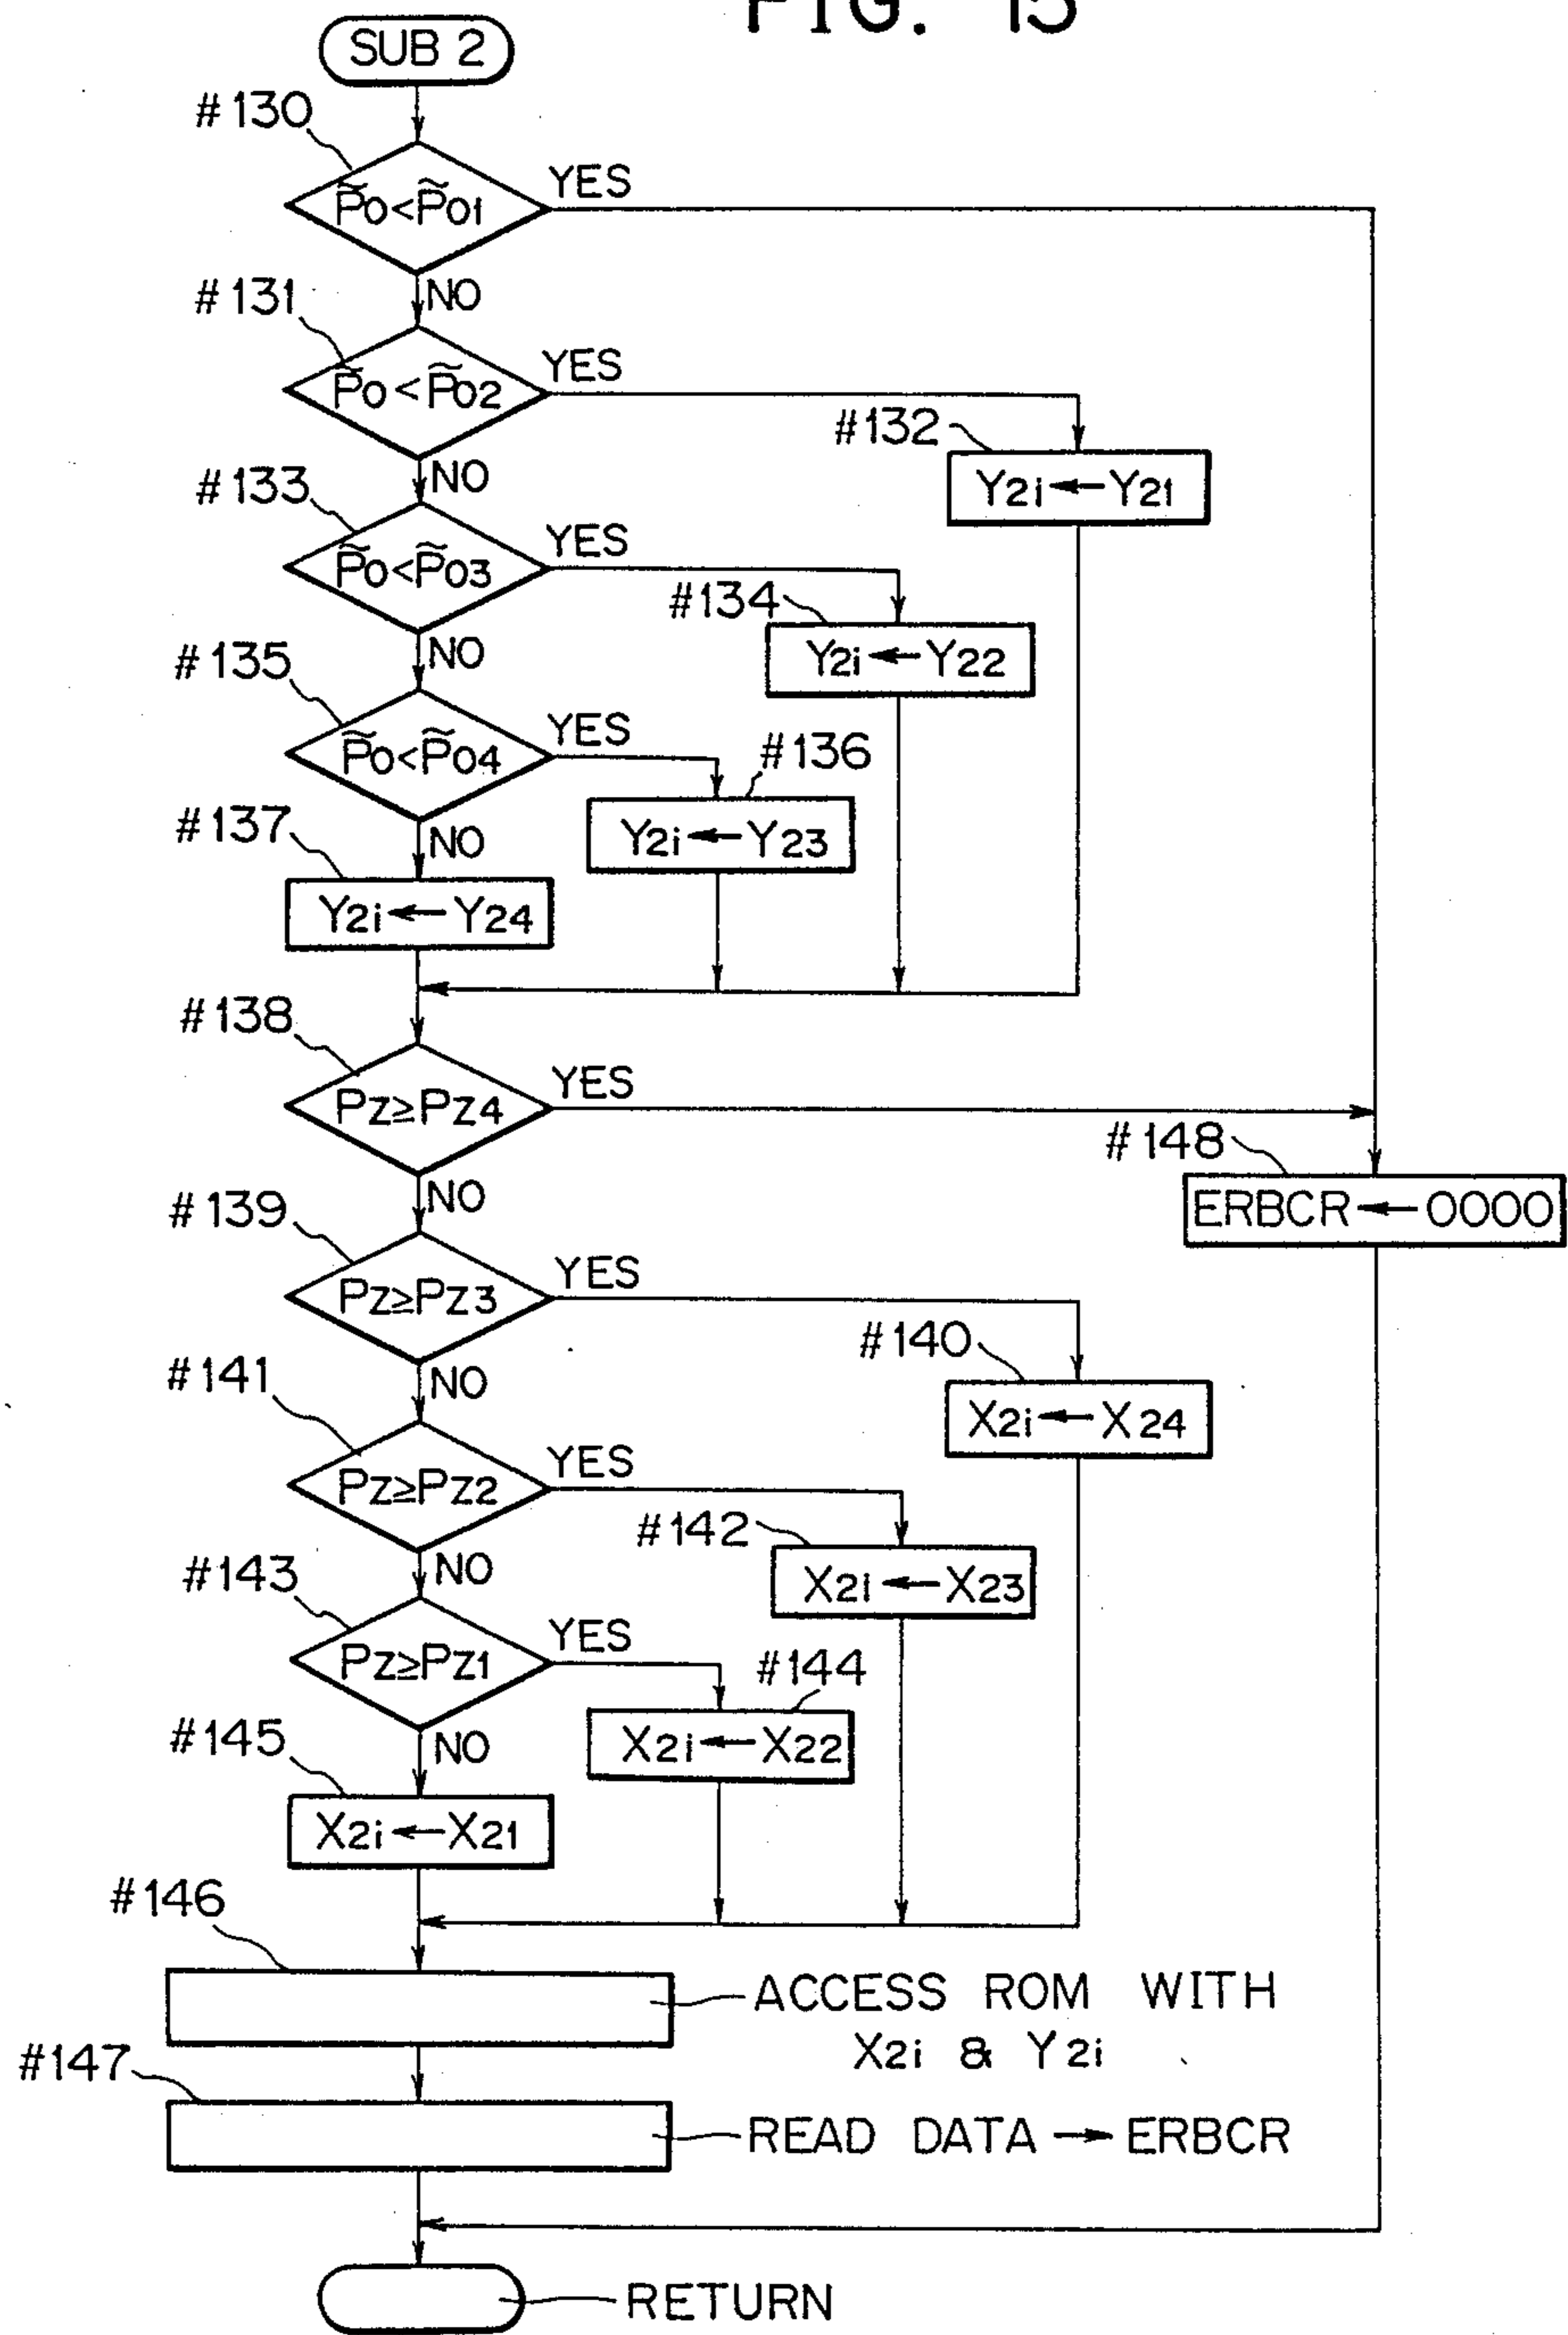 FIG. 15
SUB 2
#130
P̃o<P̃o1
YES
NO
#131
P̃o<P̃o2
YES
#132
Y2i←Y21
NO
#133
P̃o<P̃o3
YES
#134
Y2i←Y22
NO
#135
P̃o<P̃o4
YES
#136
Y2i←Y23
NO
#137
Y2i←Y24
#138
Pz≥Pz4
YES
#148
ERBCR←0000
NO
#139
Pz≥Pz3
YES
#140
X2i←X24
NO
#141
Pz≥Pz2
YES
#142
X2i←X23
NO
#143
Pz≥Pz1
YES
#144
X2i←X22
NO
#145
X2i←X21
#146
ACCESS ROM WITH
X2i & Y2i
#147
READ DATA→ERBCR
RETURN